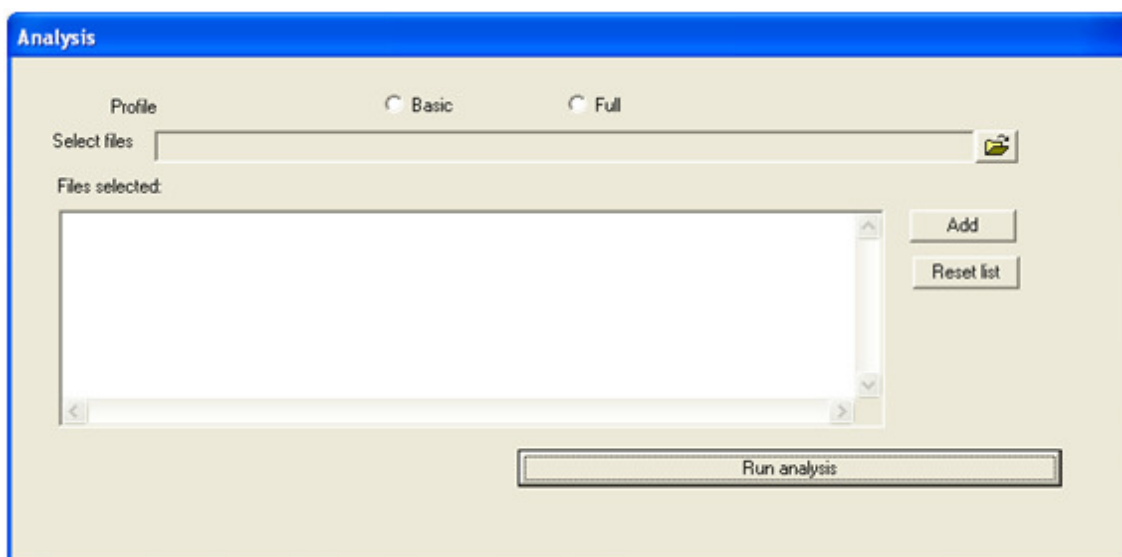 Analysis
Profile Basic Full
Select files
Files selected:
Add
Reset list
Run analysis